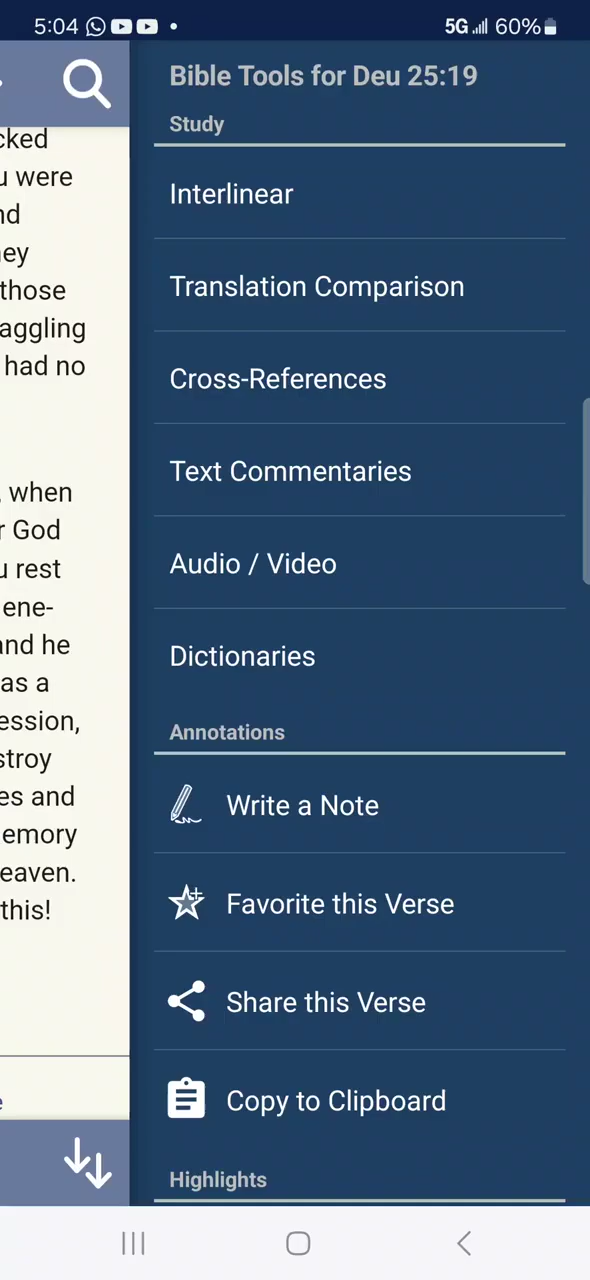 5:04
5G 60%
Bible Tools for Deu 25:19
Study
Interlinear
Translation Comparison
Cross-References
Text Commentaries
Audio / Video
Dictionaries
Annotations
Write a Note
Favorite this Verse
Share this Verse
Copy to Clipboard
Highlights
cked
u were
nd
ey
those
aggling
had no
, when
r God
u rest
ene-
and he
as a
ession,
stroy
es and
emory
eaven.
this!
e